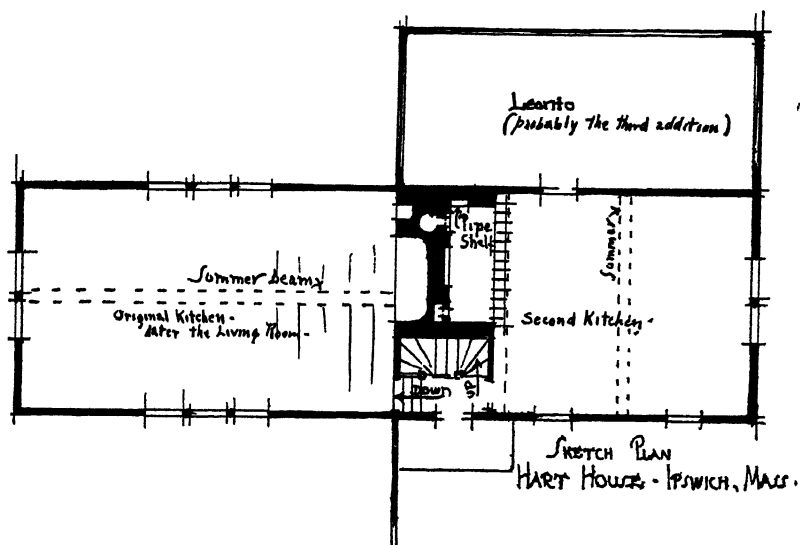 Leanto
(probably the third addition)
Pipe
Shelf
Summer beam
Summer
Original Kitchen -
later the Living Room -
Second Kitchen -
DOWN
UP
SKETCH PLAN
HART HOUSE - IPSWICH, MASS.